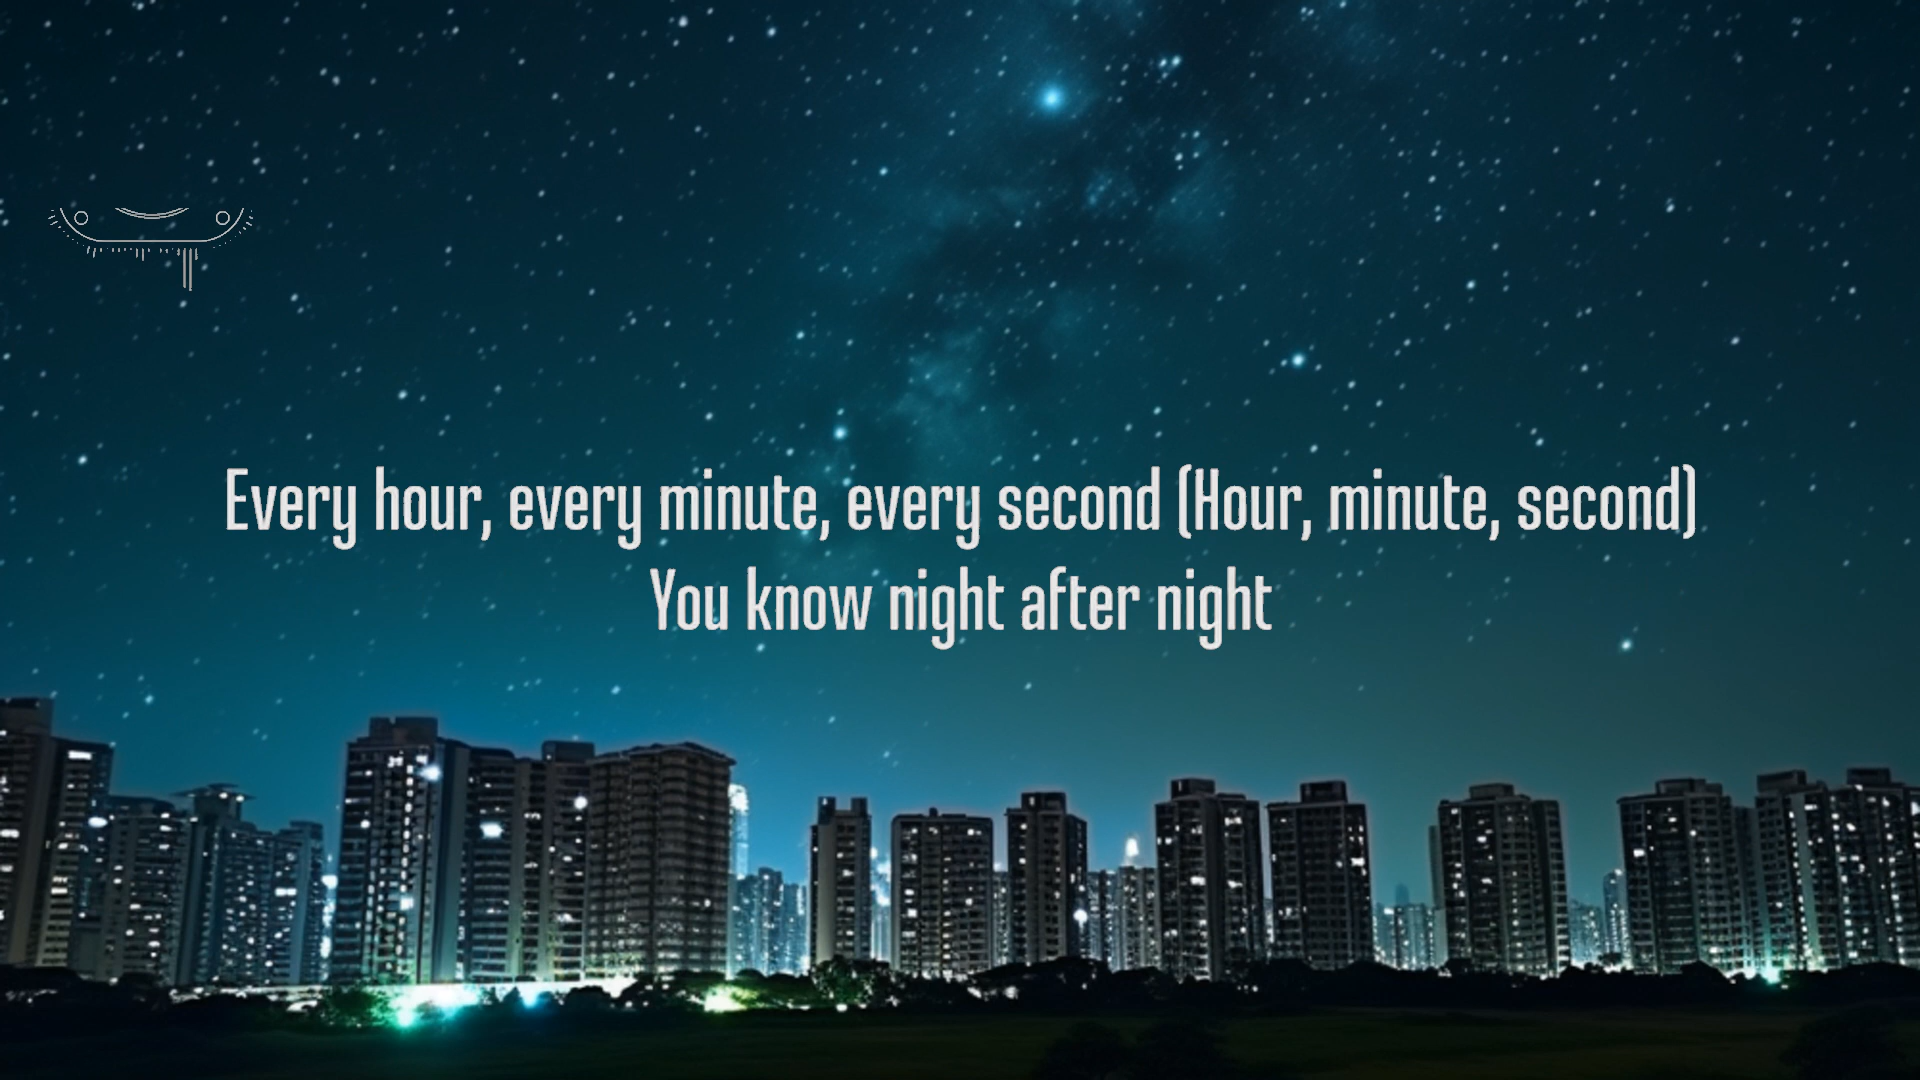 Every hour, every minute, every second (Hour, minute, second)
You know night after night